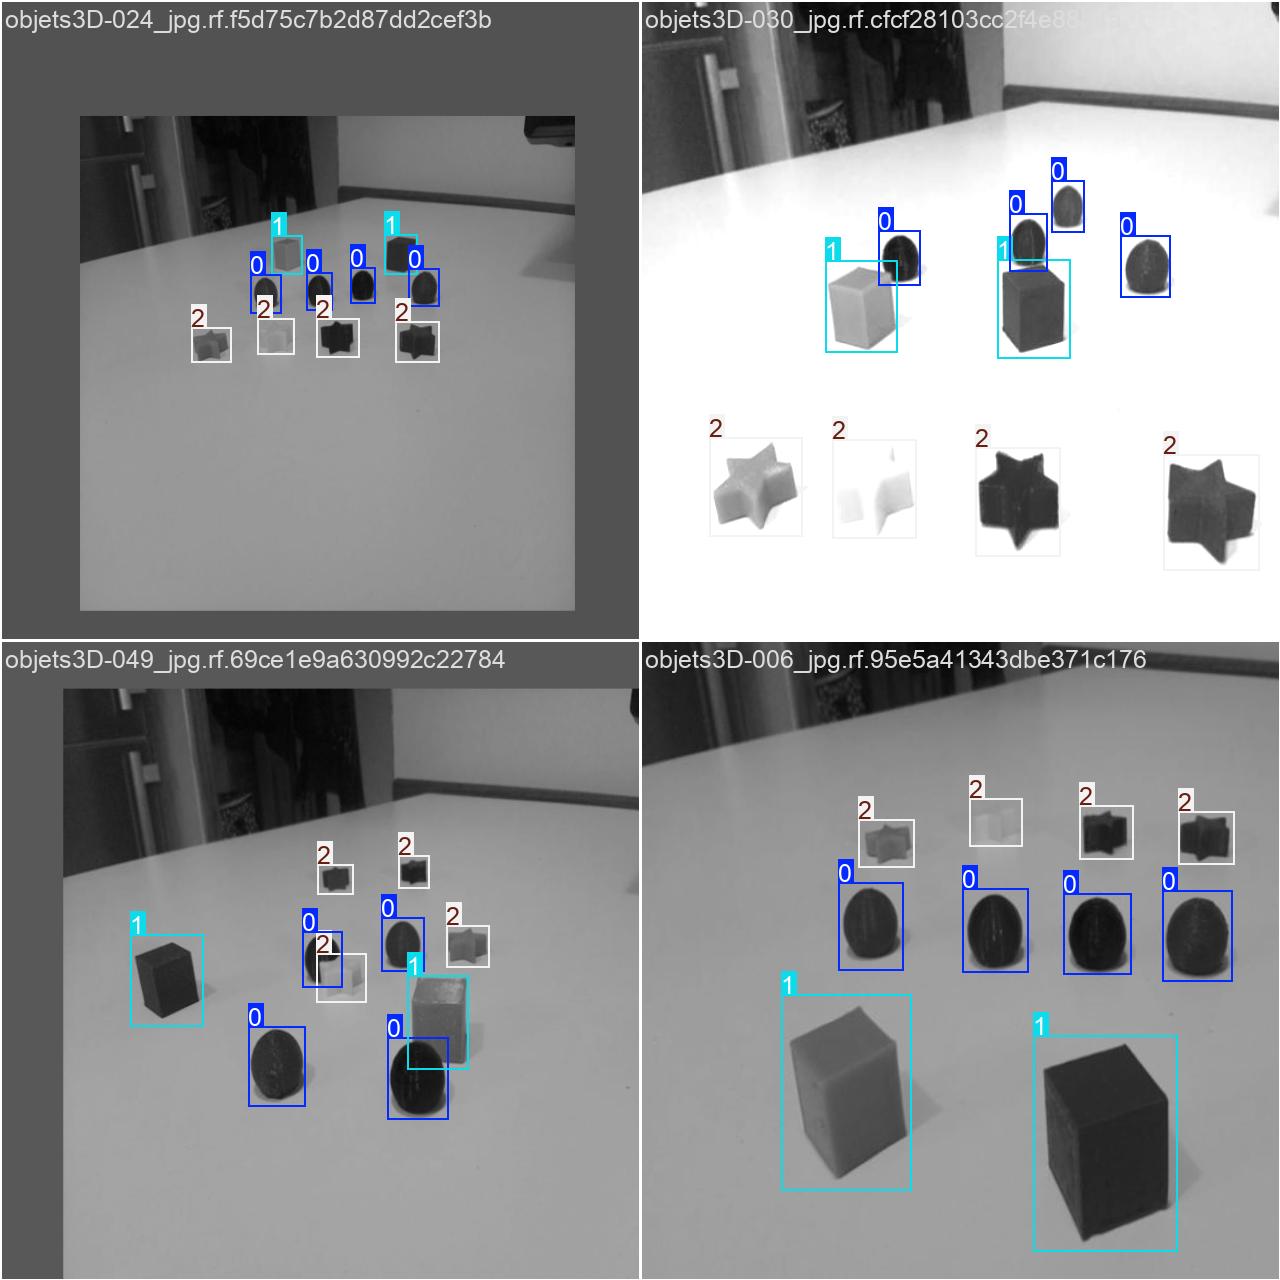 objets3D-024_jpg.rf.f5d75c7b2d87dd2cef3b
1 1
0 0 0 0
2 2 2 2
objets3D-030_jpg.rf.cfcf28103cc2f4e88
0
0 0 0
1 1
2 2 2 2
objets3D-049_jpg.rf.69ce1e9a630992c22784
2 2
1 0 0 2
2
1
0 0
objets3D-006_jpg.rf.95e5a41343dbe371c176
2 2 2 2
0 0 0 0
1
1